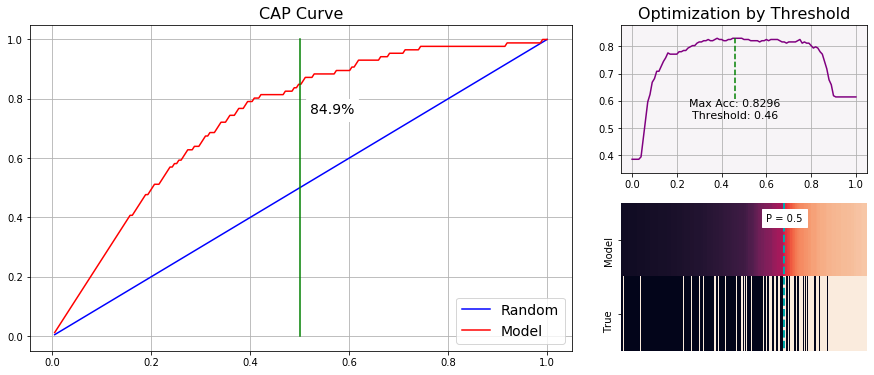 CAP Curve
1.0
0.8
0.6
0.4
0.2
0.0
84.9%
Random
Model
0.0 0.2 0.4 0.6 0.8 1.0
Optimization by Threshold
0.8
0.7
0.6
0.5
0.4
Max Acc: 0.8296
Threshold: 0.46
0.0 0.2 0.4 0.6 0.8 1.0
P = 0.5
Model
True